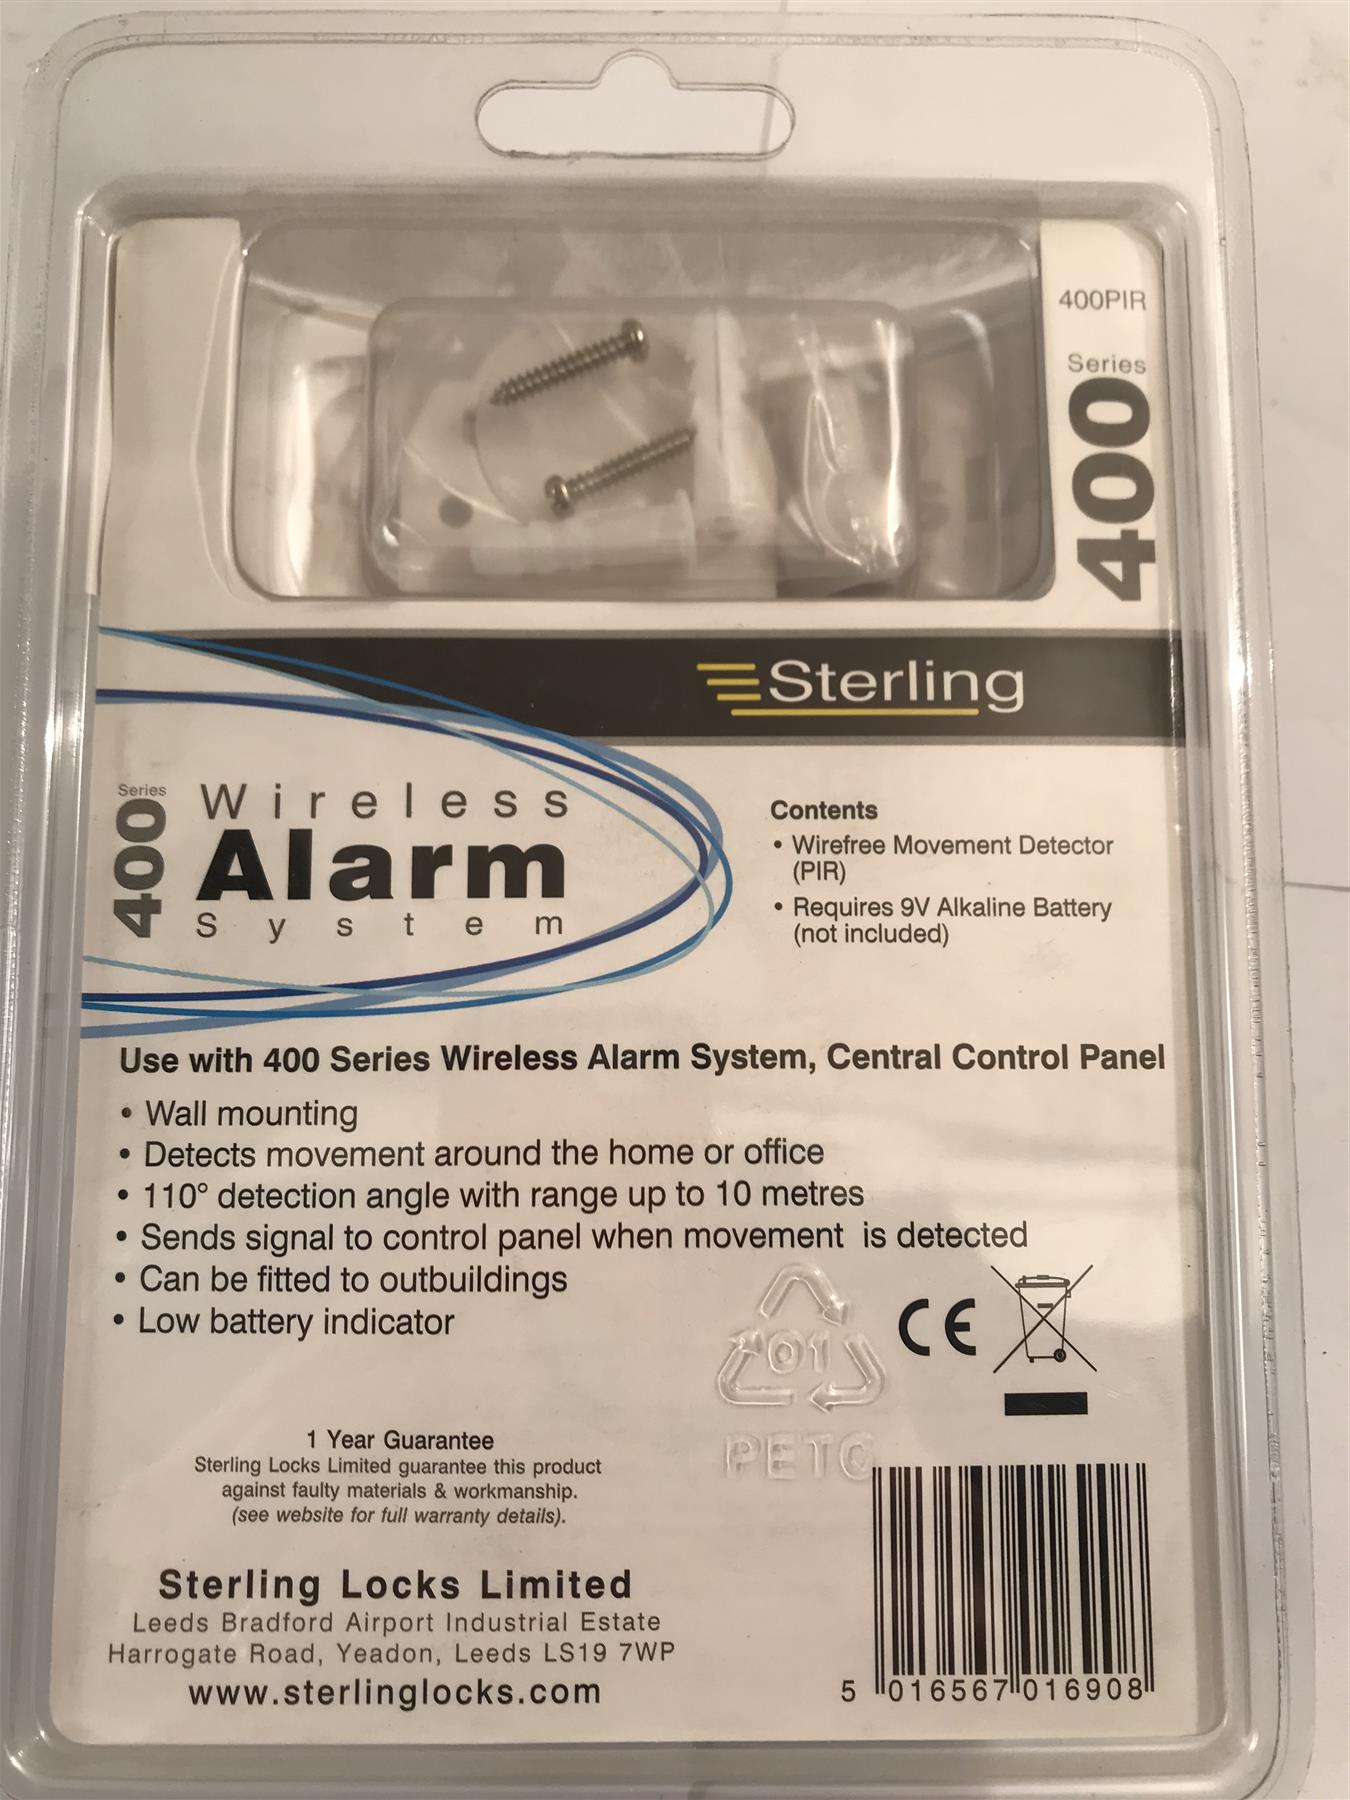 400PIR
Series
400
Sterling
Series
400
Wireless
Alarm
System
Contents
• Wirefree Movement Detector
(PIR)
• Requires 9V Alkaline Battery
(not included)
Use with 400 Series Wireless Alarm System, Central Control Panel
• Wall mounting
• Detects movement around the home or office
• 110° detection angle with range up to 10 metres
• Sends signal to control panel when movement is detected
• Can be fitted to outbuildings
• Low battery indicator
01
PETG
CE
1 Year Guarantee
Sterling Locks Limited guarantee this product
against faulty materials & workmanship.
(see website for full warranty details).
Sterling Locks Limited
Leeds Bradford Airport Industrial Estate
Harrogate Road, Yeadon, Leeds LS19 7WP
www.sterlinglocks.com
5 016567 016908